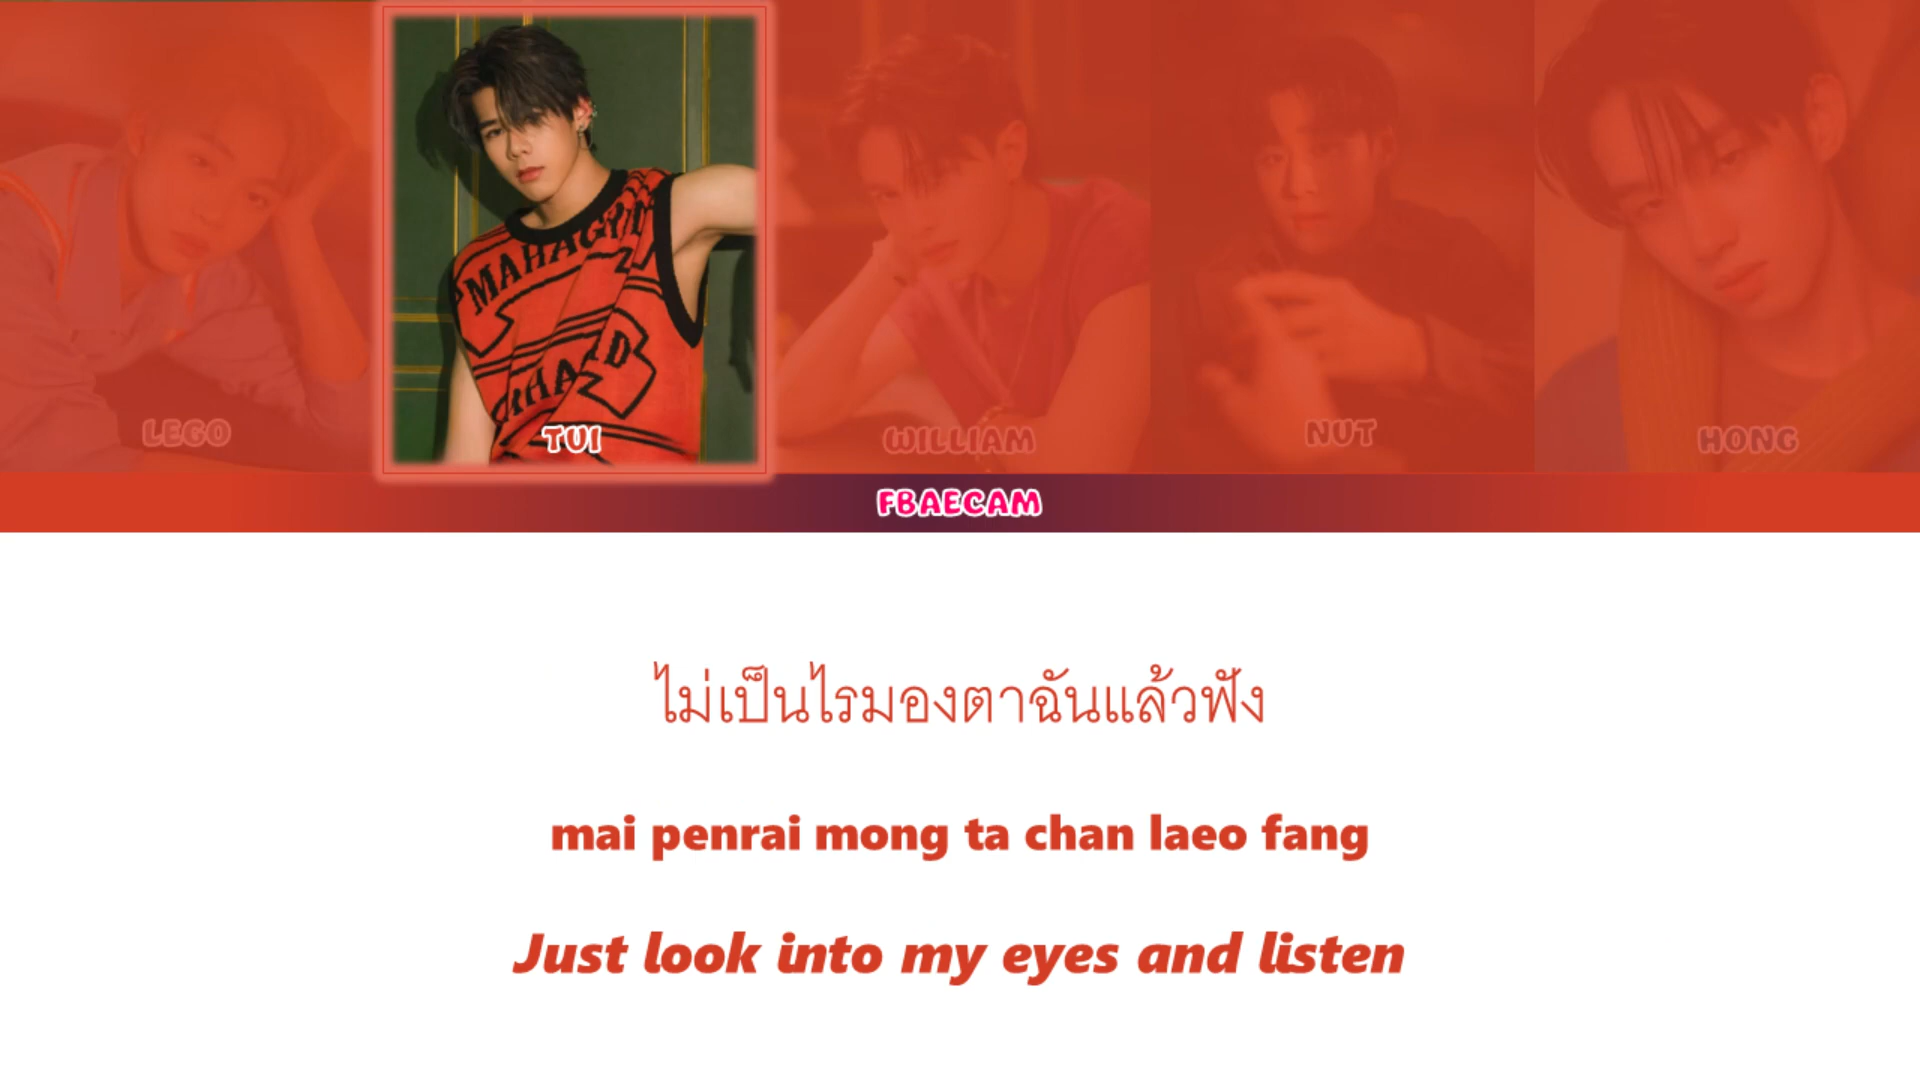 MAHAGRID
LEGO
TUI
WILLIAM
NUT
HONG
FBAECAM
ไม่เป็นไรมองตาฉันแล้วฟัง
mai penrai mong ta chan laeo fang
Just look into my eyes and listen